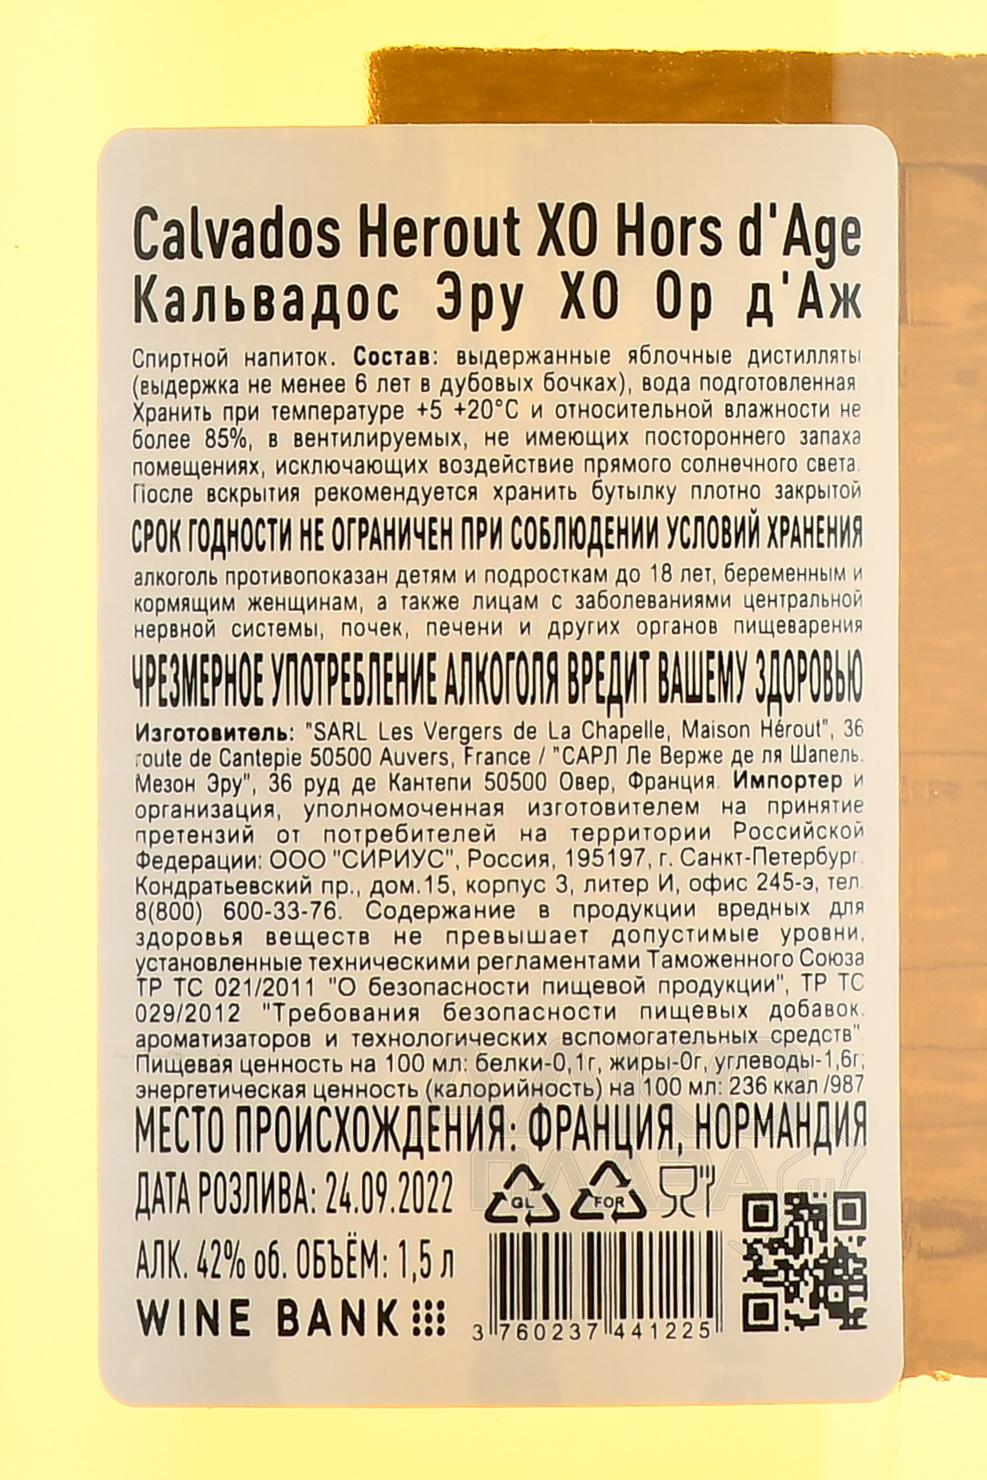 Calvados Herout XO Hors d'Age
Кальвадос Эру ХО Ор д'Аж
Спиртной напиток. Состав: выдержанные яблочные дистилляты
(выдержка не менее 6 лет в дубовых бочках), вода подготовленная
Хранить при температуре +5 +20°C и относительной влажности не
более 85%, в вентилируемых, не имеющих постороннего запаха
помещениях, исключающих воздействие прямого солнечного света.
После вскрытия рекомендуется хранить бутылку плотно закрытой
СРОК ГОДНОСТИ НЕ ОГРАНИЧЕН ПРИ СОБЛЮДЕНИИ УСЛОВИЙ ХРАНЕНИЯ
алкоголь противопоказан детям и подросткам до 18 лет, беременным и
кормящим женщинам, а также лицам с заболеваниями центральной
нервной системы, почек, печени и других органов пищеварения
ЧРЕЗМЕРНОЕ УПОТРЕБЛЕНИЕ АЛКОГОЛЯ ВРЕДИТ ВАШЕМУ ЗДОРОВЬЮ
Изготовитель: "SARL Les Vergers de La Chapelle, Maison Hérout", 36
route de Cantepie 50500 Auvers, France / "САРЛ Ле Верже де ля Шапель.
Мезон Эру", 36 руд де Кантепи 50500 Овер, Франция. Импортер и
организация, уполномоченная изготовителем на принятие
претензий от потребителей на территории Российской
Федерации: ООО "СИРИУС", Россия, 195197, г. Санкт-Петербург.
Кондратьевский пр., дом.15, корпус 3, литер И, офис 245-э, тел.
8(800) 600-33-76. Содержание в продукции вредных для
здоровья веществ не превышает допустимые уровни,
установленные техническими регламентами Таможенного Союза
ТР ТС 021/2011 "О безопасности пищевой продукции", ТР ТС
029/2012 "Требования безопасности пищевых добавок,
ароматизаторов и технологических вспомогательных средств".
Пищевая ценность на 100 мл: белки-0,1г, жиры-0г, углеводы-1,6г,
энергетическая ценность (калорийность) на 100 мл: 236 ккал /987
МЕСТО ПРОИСХОЖДЕНИЯ: ФРАНЦИЯ, НОРМАНДИЯ
ДАТА РОЗЛИВА: 24.09.2022
GL FOR
АЛК. 42% об. ОБЪЁМ: 1,5 л
WINE BANK
3 760237 441225